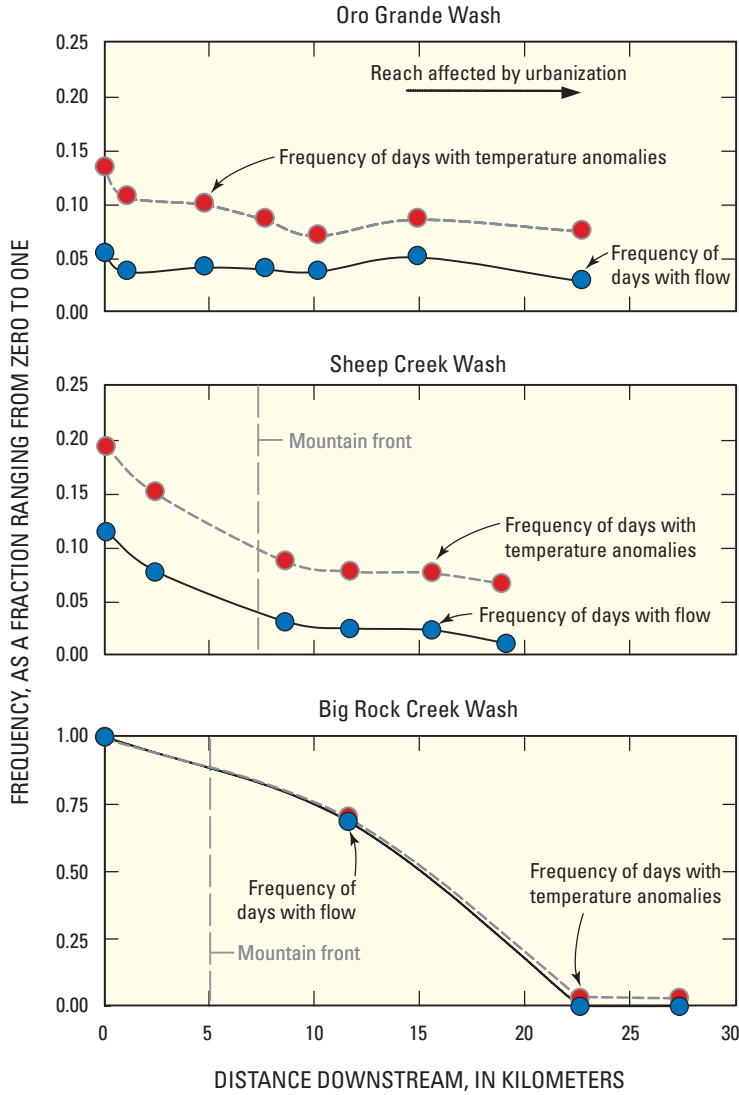 Oro Grande Wash
0.25
0.20
0.15
0.10
0.05
0.00
Reach affected by urbanization
Frequency of days with temperature anomalies
Frequency of
days with flow
FREQUENCY, AS A FRACTION RANGING FROM ZERO TO ONE
Sheep Creek Wash
0.25
0.20
0.15
0.10
0.05
0.00
Mountain front
Frequency of days with
temperature anomalies
Frequency of days with flow
Big Rock Creek Wash
1.00
0.75
0.50
0.25
0.00
Frequency of
days with flow
Frequency of days with
temperature anomalies
Mountain front
0 5 10 15 20 25 30
DISTANCE DOWNSTREAM, IN KILOMETERS